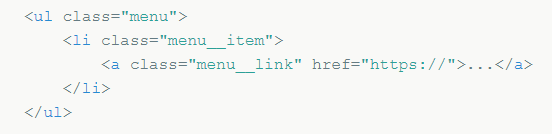 <ul class="menu">
    <li class="menu__item">
        <a class="menu__link" href="https://">...</a>
    </li>
</ul>